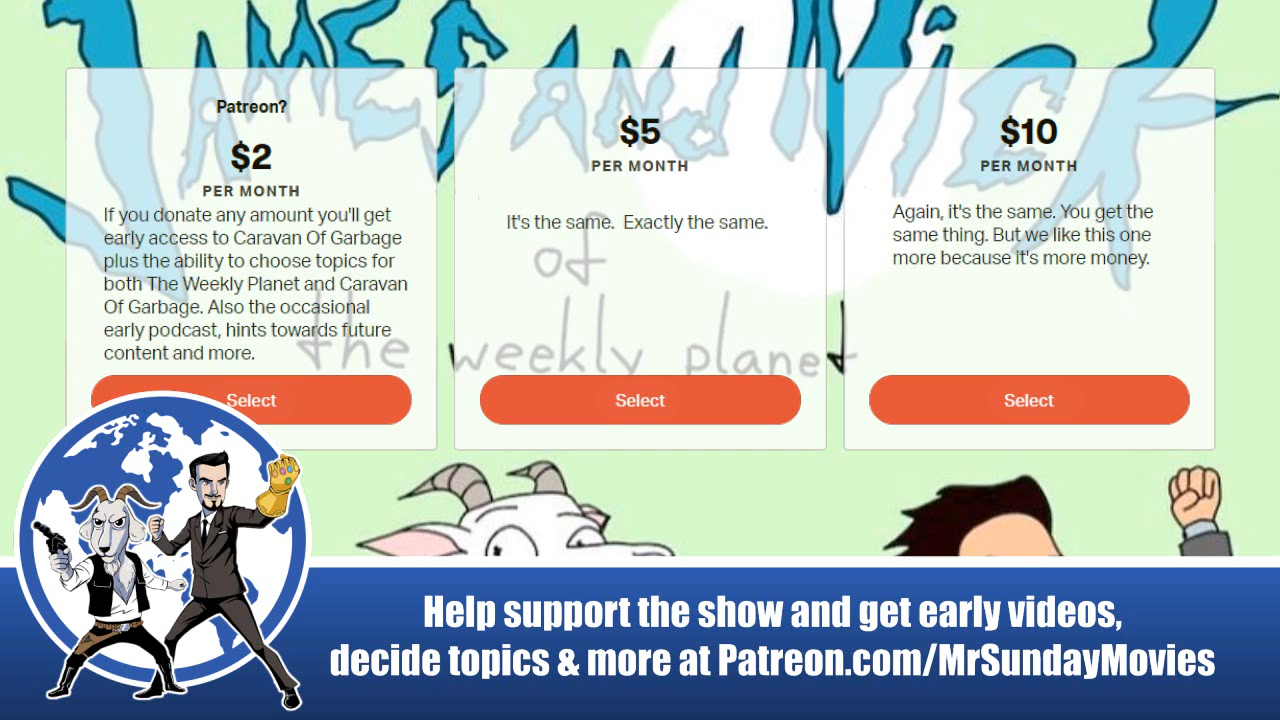 James and Nick
of
the weekly planet
Patreon?
$2
PER MONTH
If you donate any amount you'll get
early access to Caravan Of Garbage
plus the ability to choose topics for
both The Weekly Planet and Caravan
Of Garbage. Also the occasional
early podcast, hints towards future
content and more.
Select
$5
PER MONTH
It's the same.  Exactly the same.
Select
$10
PER MONTH
Again, it's the same. You get the
same thing. But we like this one
more because it's more money.
Select
Help support the show and get early videos,
decide topics & more at Patreon.com/MrSundayMovies